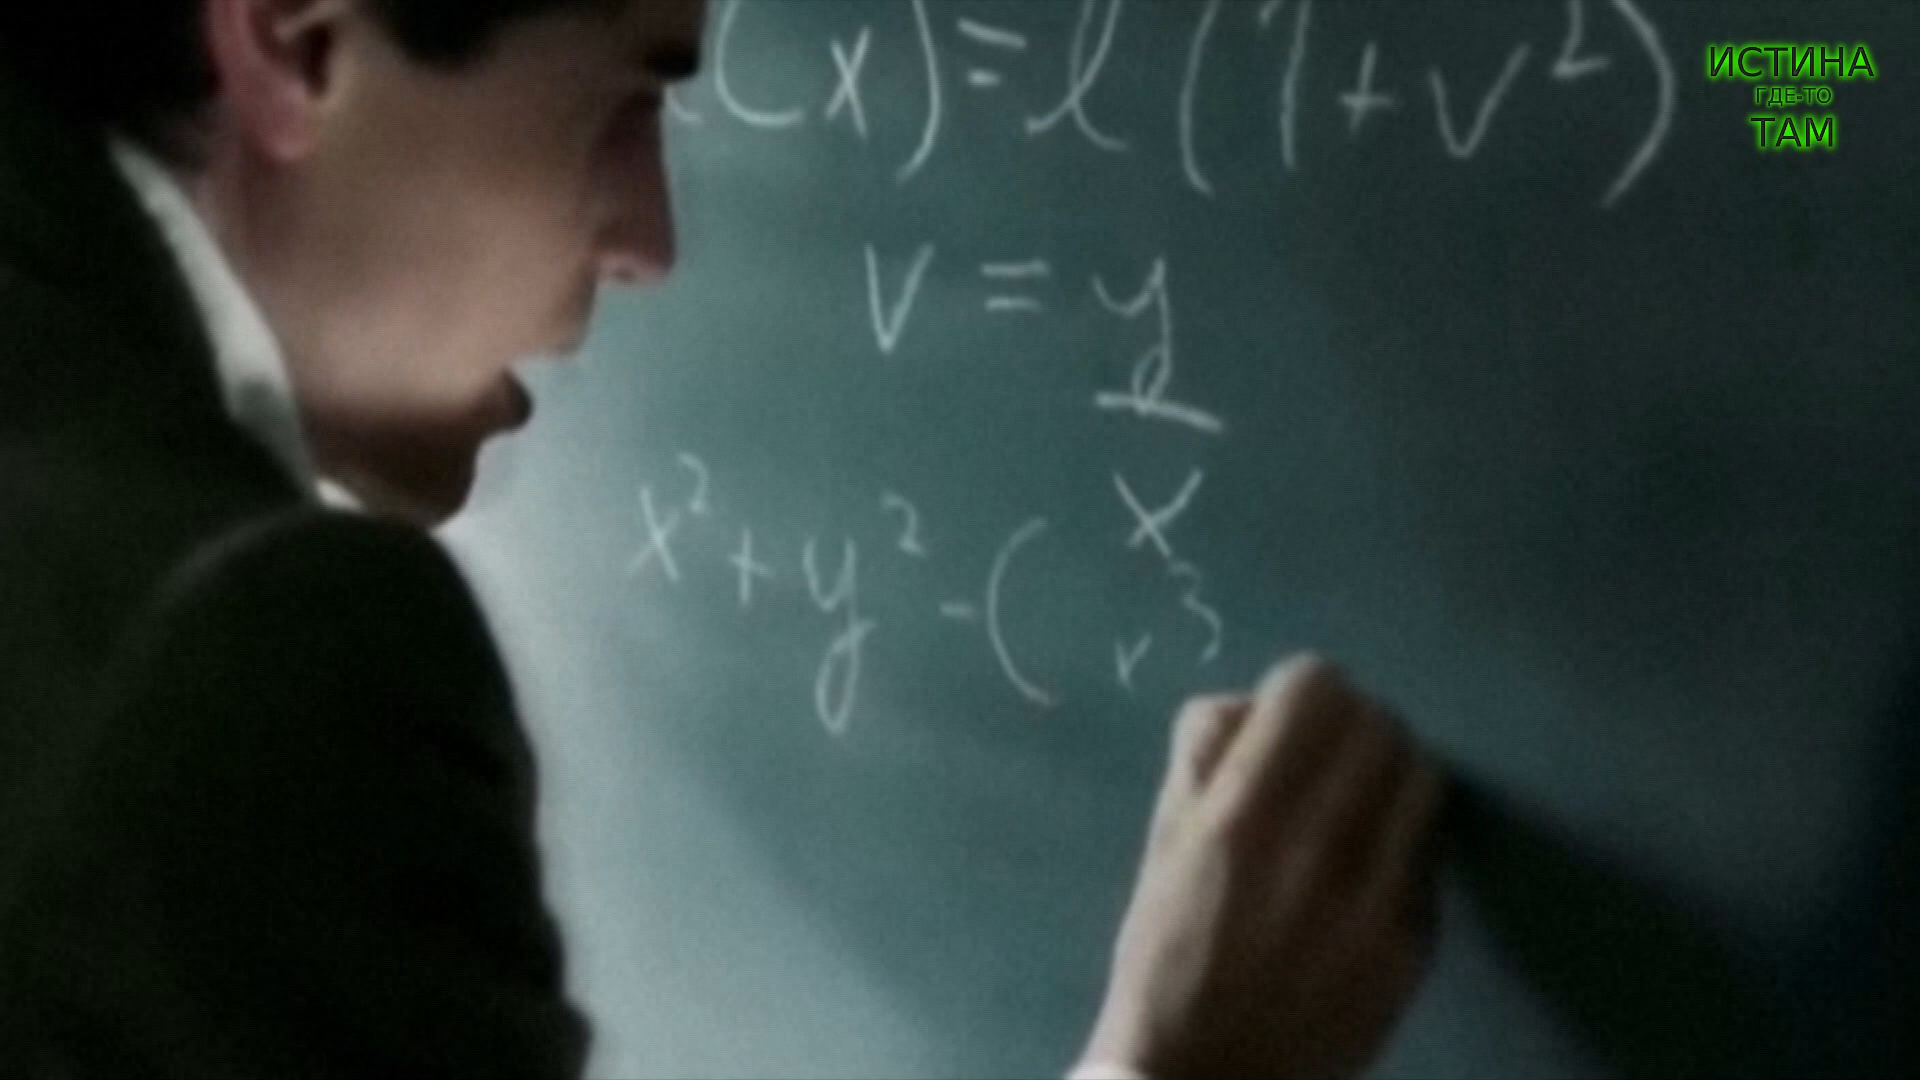 (x) = l (1 + v²)
ИСТИНА
ГДЕ-ТО
ТАМ
v = y
x
x² + y² - (